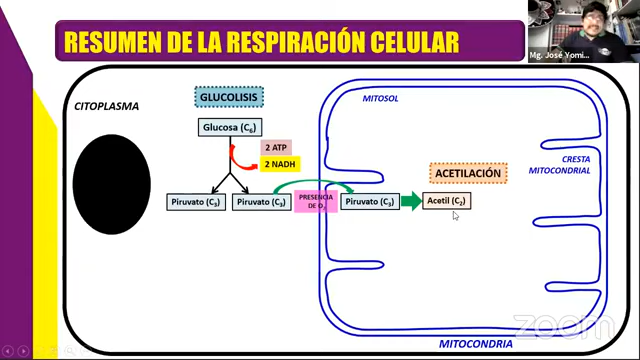 RESUMEN DE LA RESPIRACIÓN CELULAR
Mg. José Yomi...
CITOPLASMA
GLUCOLISIS
Glucosa (C6)
2 ATP
2 NADH
Piruvato (C3)
Piruvato (C3)
PRESENCIA
DE O2
MITOSOL
Piruvato (C3)
ACETILACIÓN
Acetil (C2)
CRESTA
MITOCONDRIAL
MITOCONDRIA
zoom